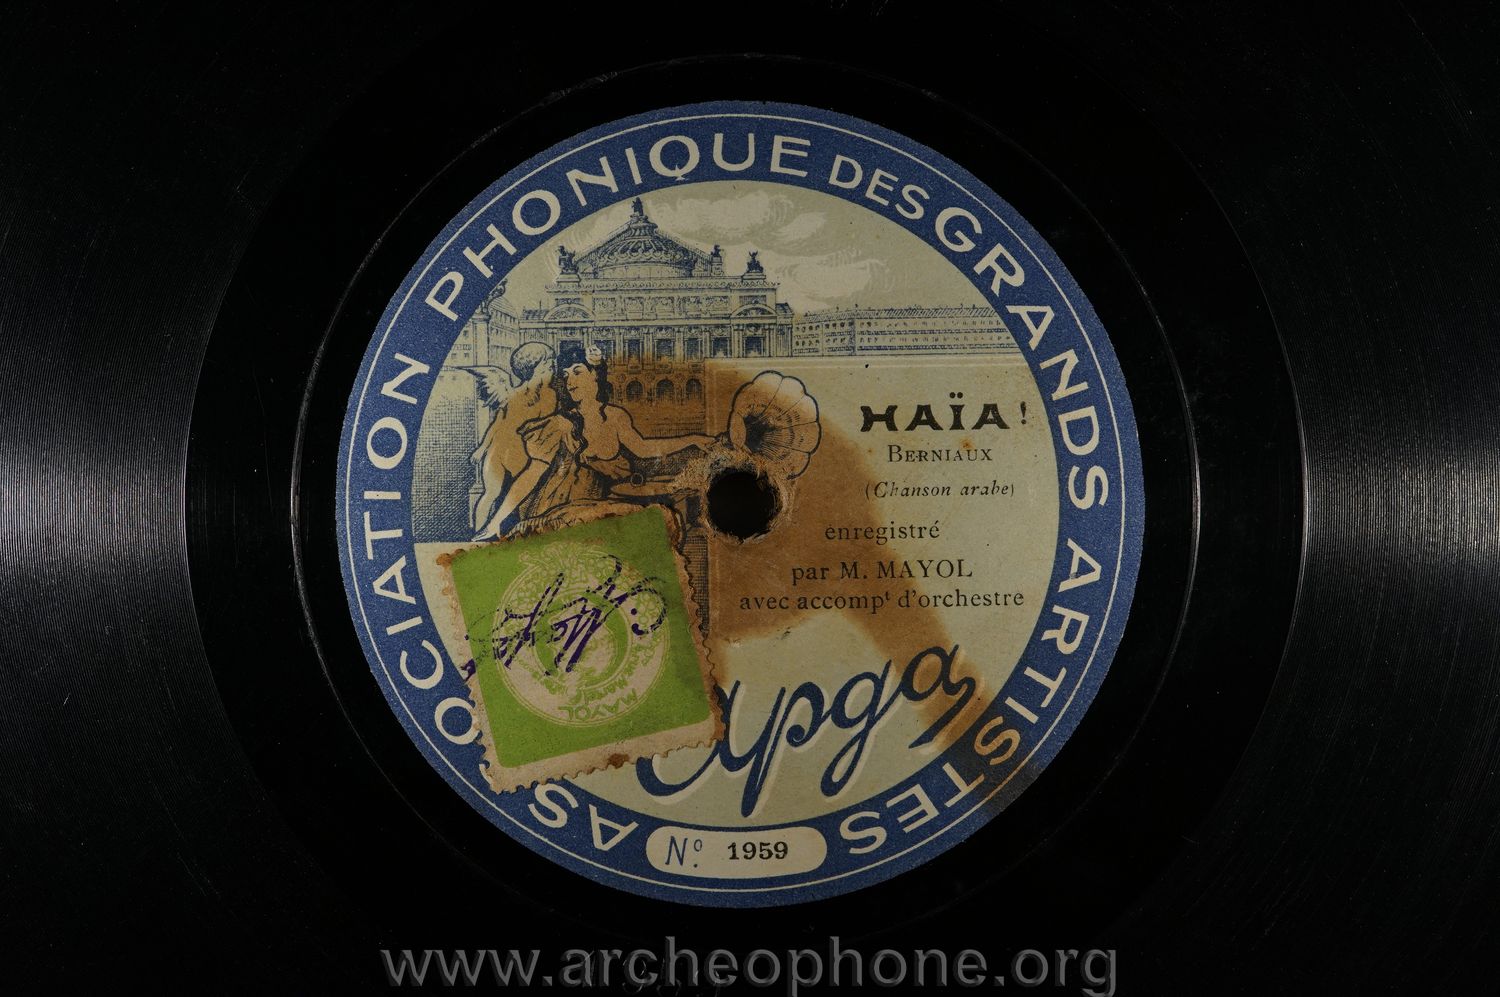 ASSOCIATION PHONIQUE DES GRANDS ARTISTES
HAÏA!
BERNIAUX
(Chanson arabe)
enregistré
par M. MAYOL
avec accompt d'orchestre
MAYOL
Apga
Nº. 1959
www.archeophone.org